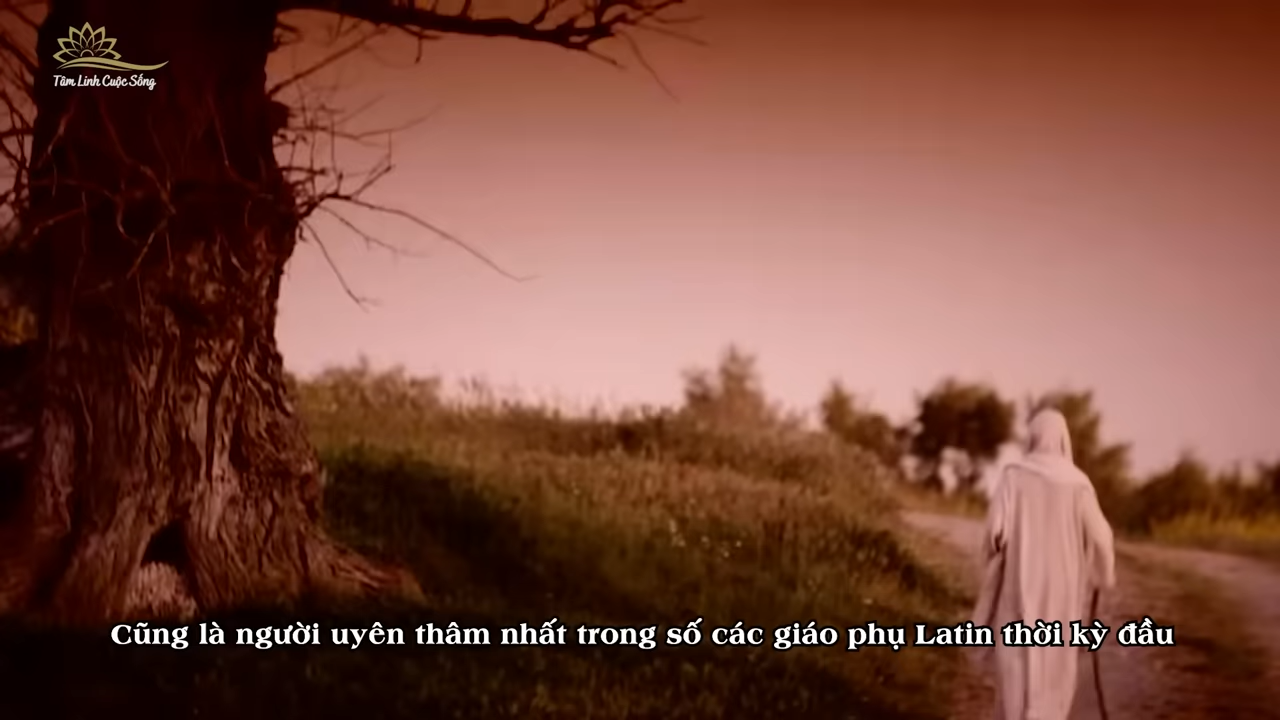 Tâm Linh Cuộc Sống
Cũng là người uyên thâm nhất trong số các giáo phụ Latin thời kỳ đầu